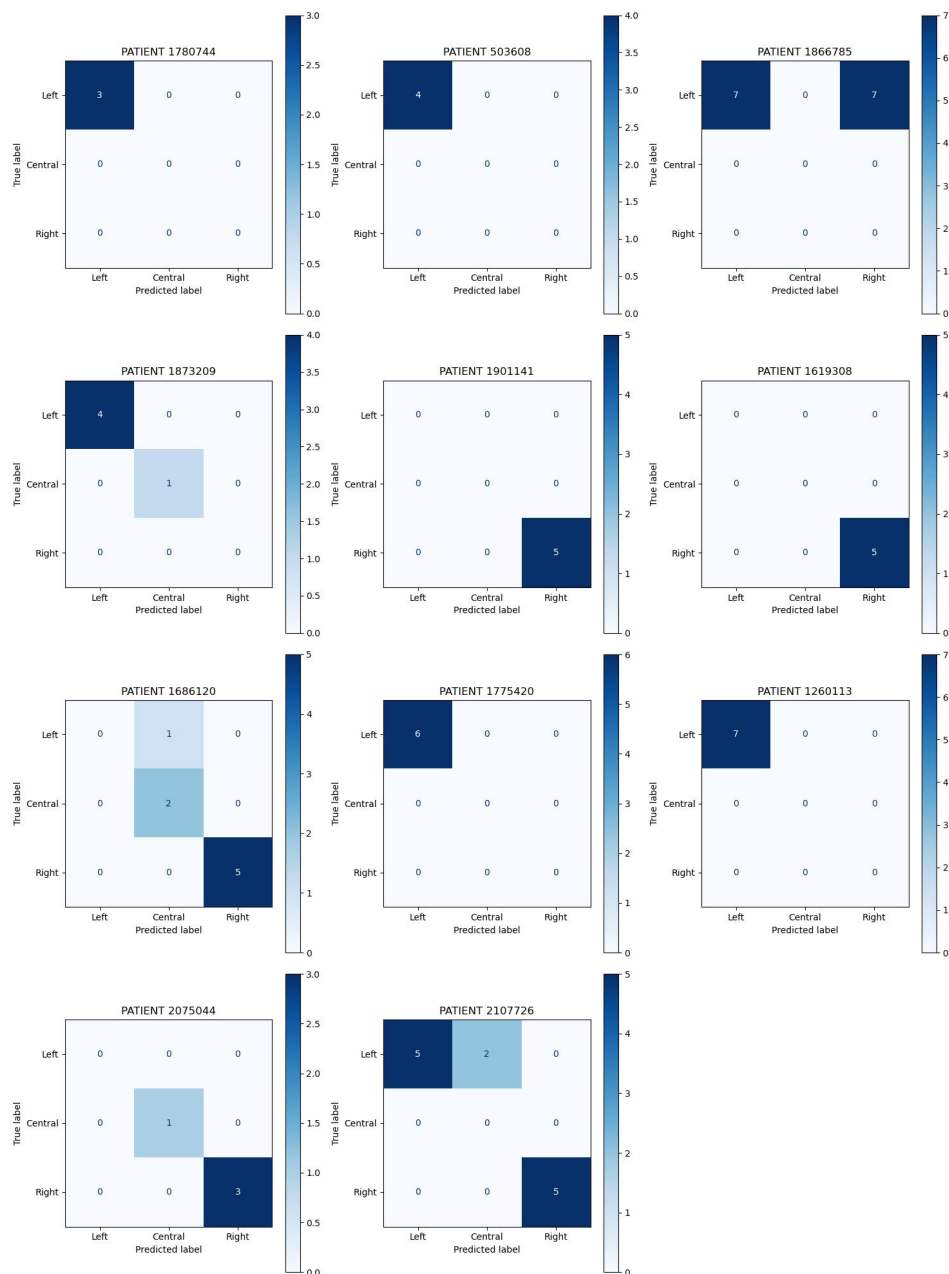 PATIENT 1780744
True label
Left 3 0 0
Central 0 0 0
Right 0 0 0
Left Central Right
Predicted label
3.0
2.5
2.0
1.5
1.0
0.5
0.0
PATIENT 503608
True label
Left 4 0 0
Central 0 0 0
Right 0 0 0
Left Central Right
Predicted label
4.0
3.5
3.0
2.5
2.0
1.5
1.0
0.5
0.0
PATIENT 1866785
True label
Left 7 0 7
Central 0 0 0
Right 0 0 0
Left Central Right
Predicted label
7
6
5
4
3
2
1
0
PATIENT 1873209
True label
Left 4 0 0
Central 0 1 0
Right 0 0 0
Left Central Right
Predicted label
4.0
3.5
3.0
2.5
2.0
1.5
1.0
0.5
0.0
PATIENT 1901141
True label
Left 0 0 0
Central 0 0 0
Right 0 0 5
Left Central Right
Predicted label
5
4
3
2
1
0
PATIENT 1619308
True label
Left 0 0 0
Central 0 0 0
Right 0 0 5
Left Central Right
Predicted label
5
4
3
2
1
0
PATIENT 1686120
True label
Left 0 1 0
Central 0 2 0
Right 0 0 5
Left Central Right
Predicted label
5
4
3
2
1
0
PATIENT 1775420
True label
Left 6 0 0
Central 0 0 0
Right 0 0 0
Left Central Right
Predicted label
6
5
4
3
2
1
0
PATIENT 1260113
True label
Left 7 0 0
Central 0 0 0
Right 0 0 0
Left Central Right
Predicted label
7
6
5
4
3
2
1
0
PATIENT 2075044
True label
Left 0 0 0
Central 0 1 0
Right 0 0 3
Left Central Right
Predicted label
3.0
2.5
2.0
1.5
1.0
0.5
0.0
PATIENT 2107726
True label
Left 5 2 0
Central 0 0 0
Right 0 0 5
Left Central Right
Predicted label
5
4
3
2
1
0